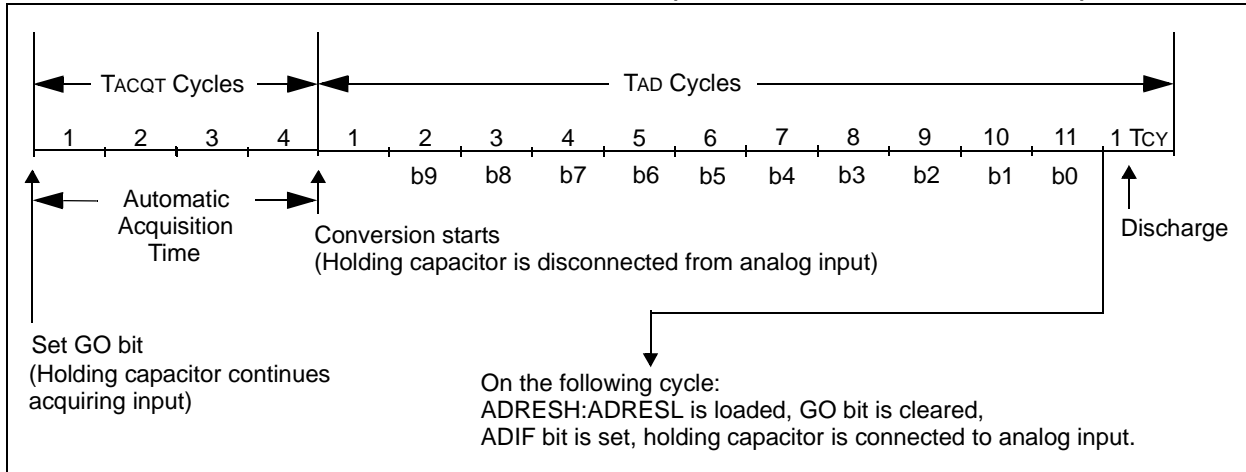 TACQT Cycles
TAD Cycles
1 2 3 4 1 2 3 4 5 6 7 8 9 10 11 1 TCY
b9 b8 b7 b6 b5 b4 b3 b2 b1 b0
Automatic
Acquisition
Time
Conversion starts
(Holding capacitor is disconnected from analog input)
Discharge
Set GO bit
(Holding capacitor continues
acquiring input)
On the following cycle:
ADRESH:ADRESL is loaded, GO bit is cleared,
ADIF bit is set, holding capacitor is connected to analog input.